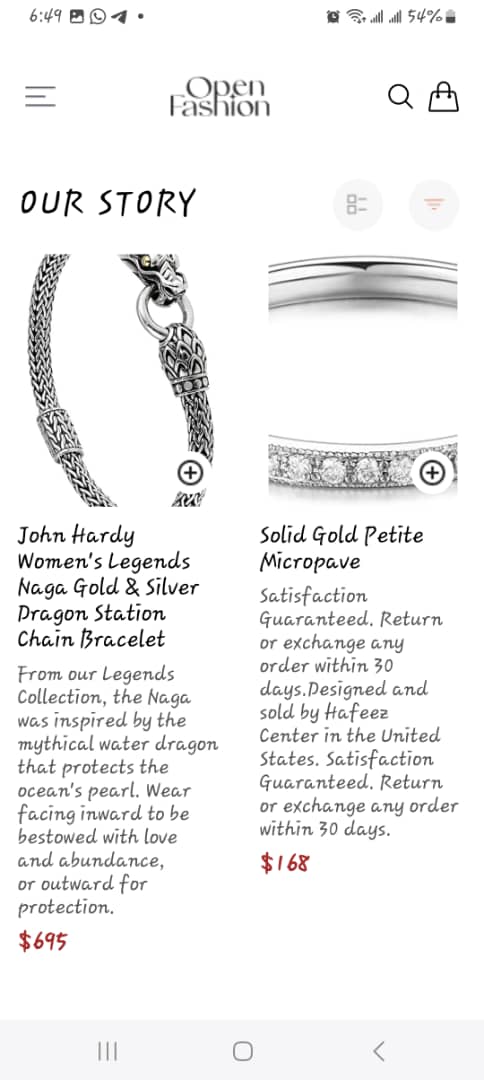 6:49
54%
Open
Fashion
OUR STORY
John Hardy
Women's Legends
Naga Gold & Silver
Dragon Station
Chain Bracelet
From our Legends
Collection, the Naga
was inspired by the
mythical water dragon
that protects the
ocean's pearl. Wear
facing inward to be
bestowed with love
and abundance,
or outward for
protection.
$695
Solid Gold Petite
Micropave
Satisfaction
Guaranteed. Return
or exchange any
order within 30
days.Designed and
sold by Hafeez
Center in the United
States. Satisfaction
Guaranteed. Return
or exchange any order
within 30 days.
$168